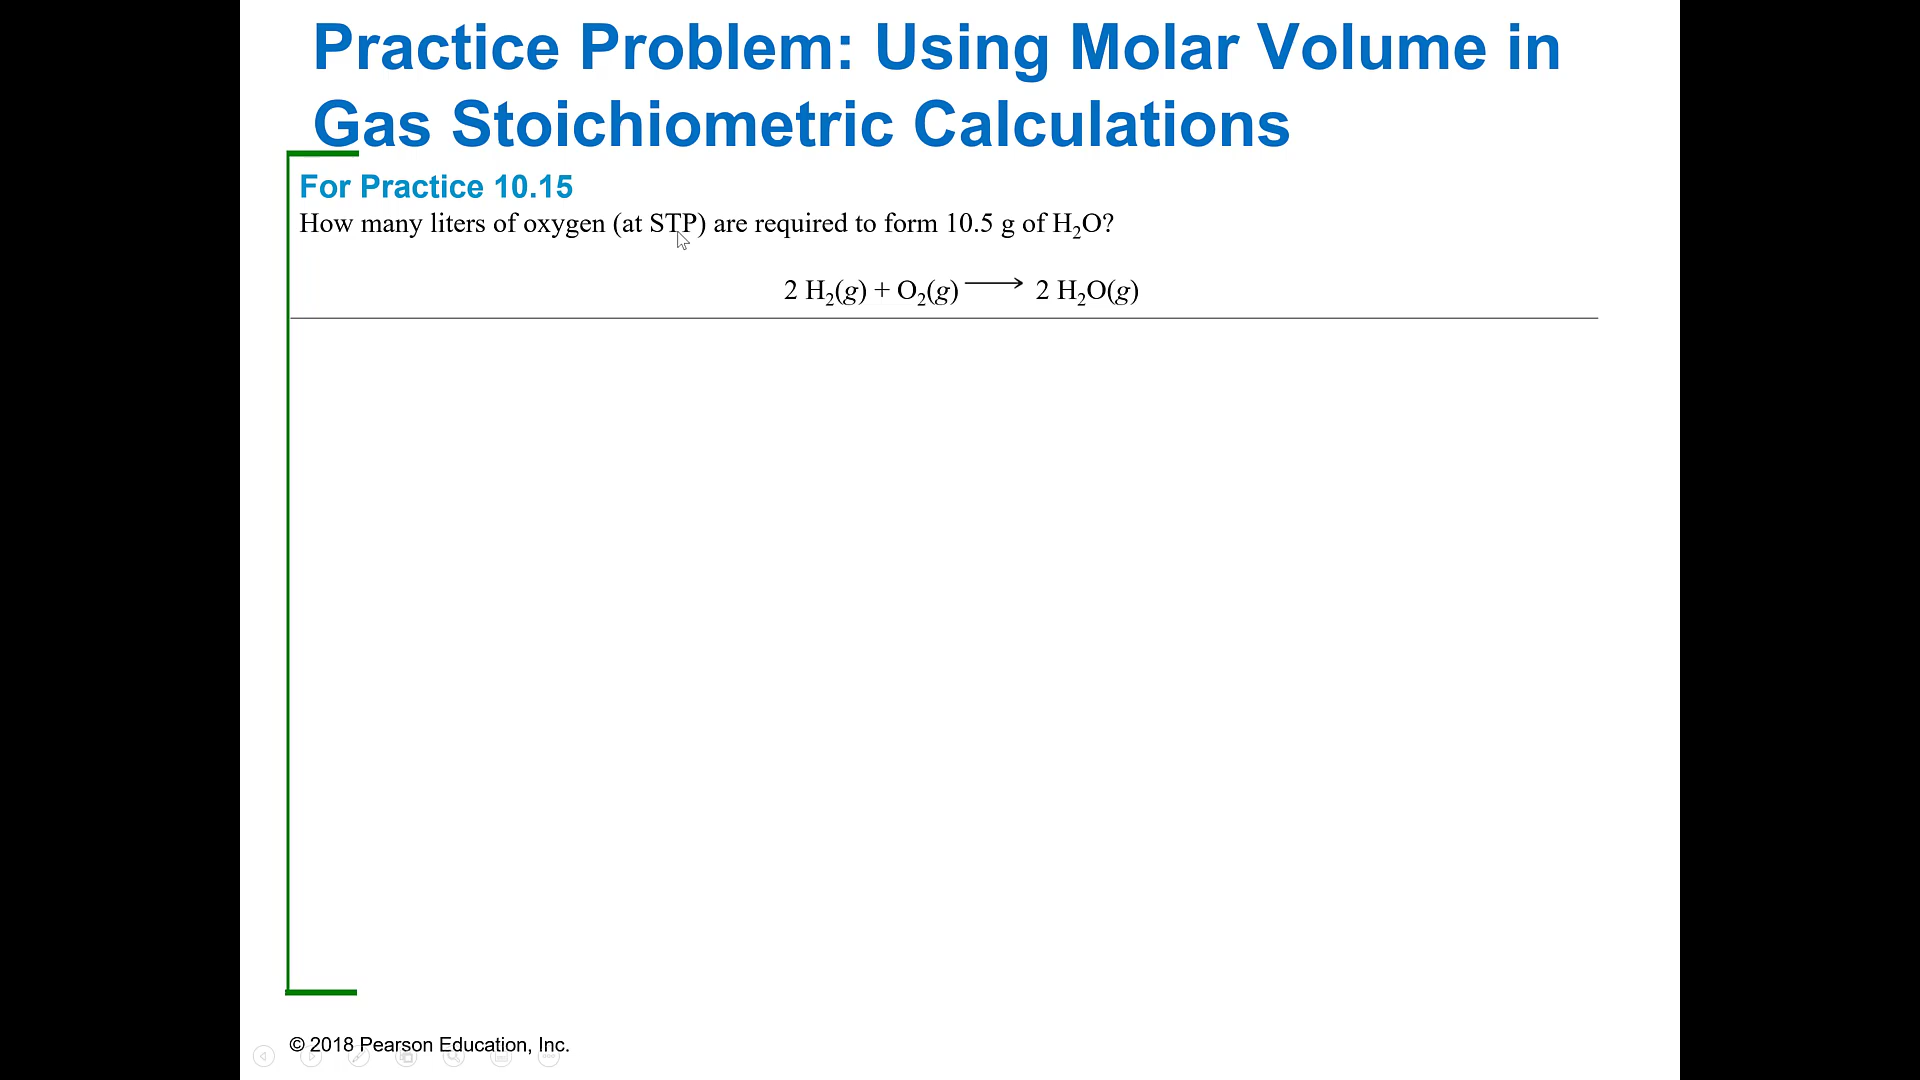 Practice Problem: Using Molar Volume in
Gas Stoichiometric Calculations
For Practice 10.15
How many liters of oxygen (at STP) are required to form 10.5 g of H₂O?
2 H₂(g) + O₂(g) ⟶ 2 H₂O(g)
© 2018 Pearson Education, Inc.